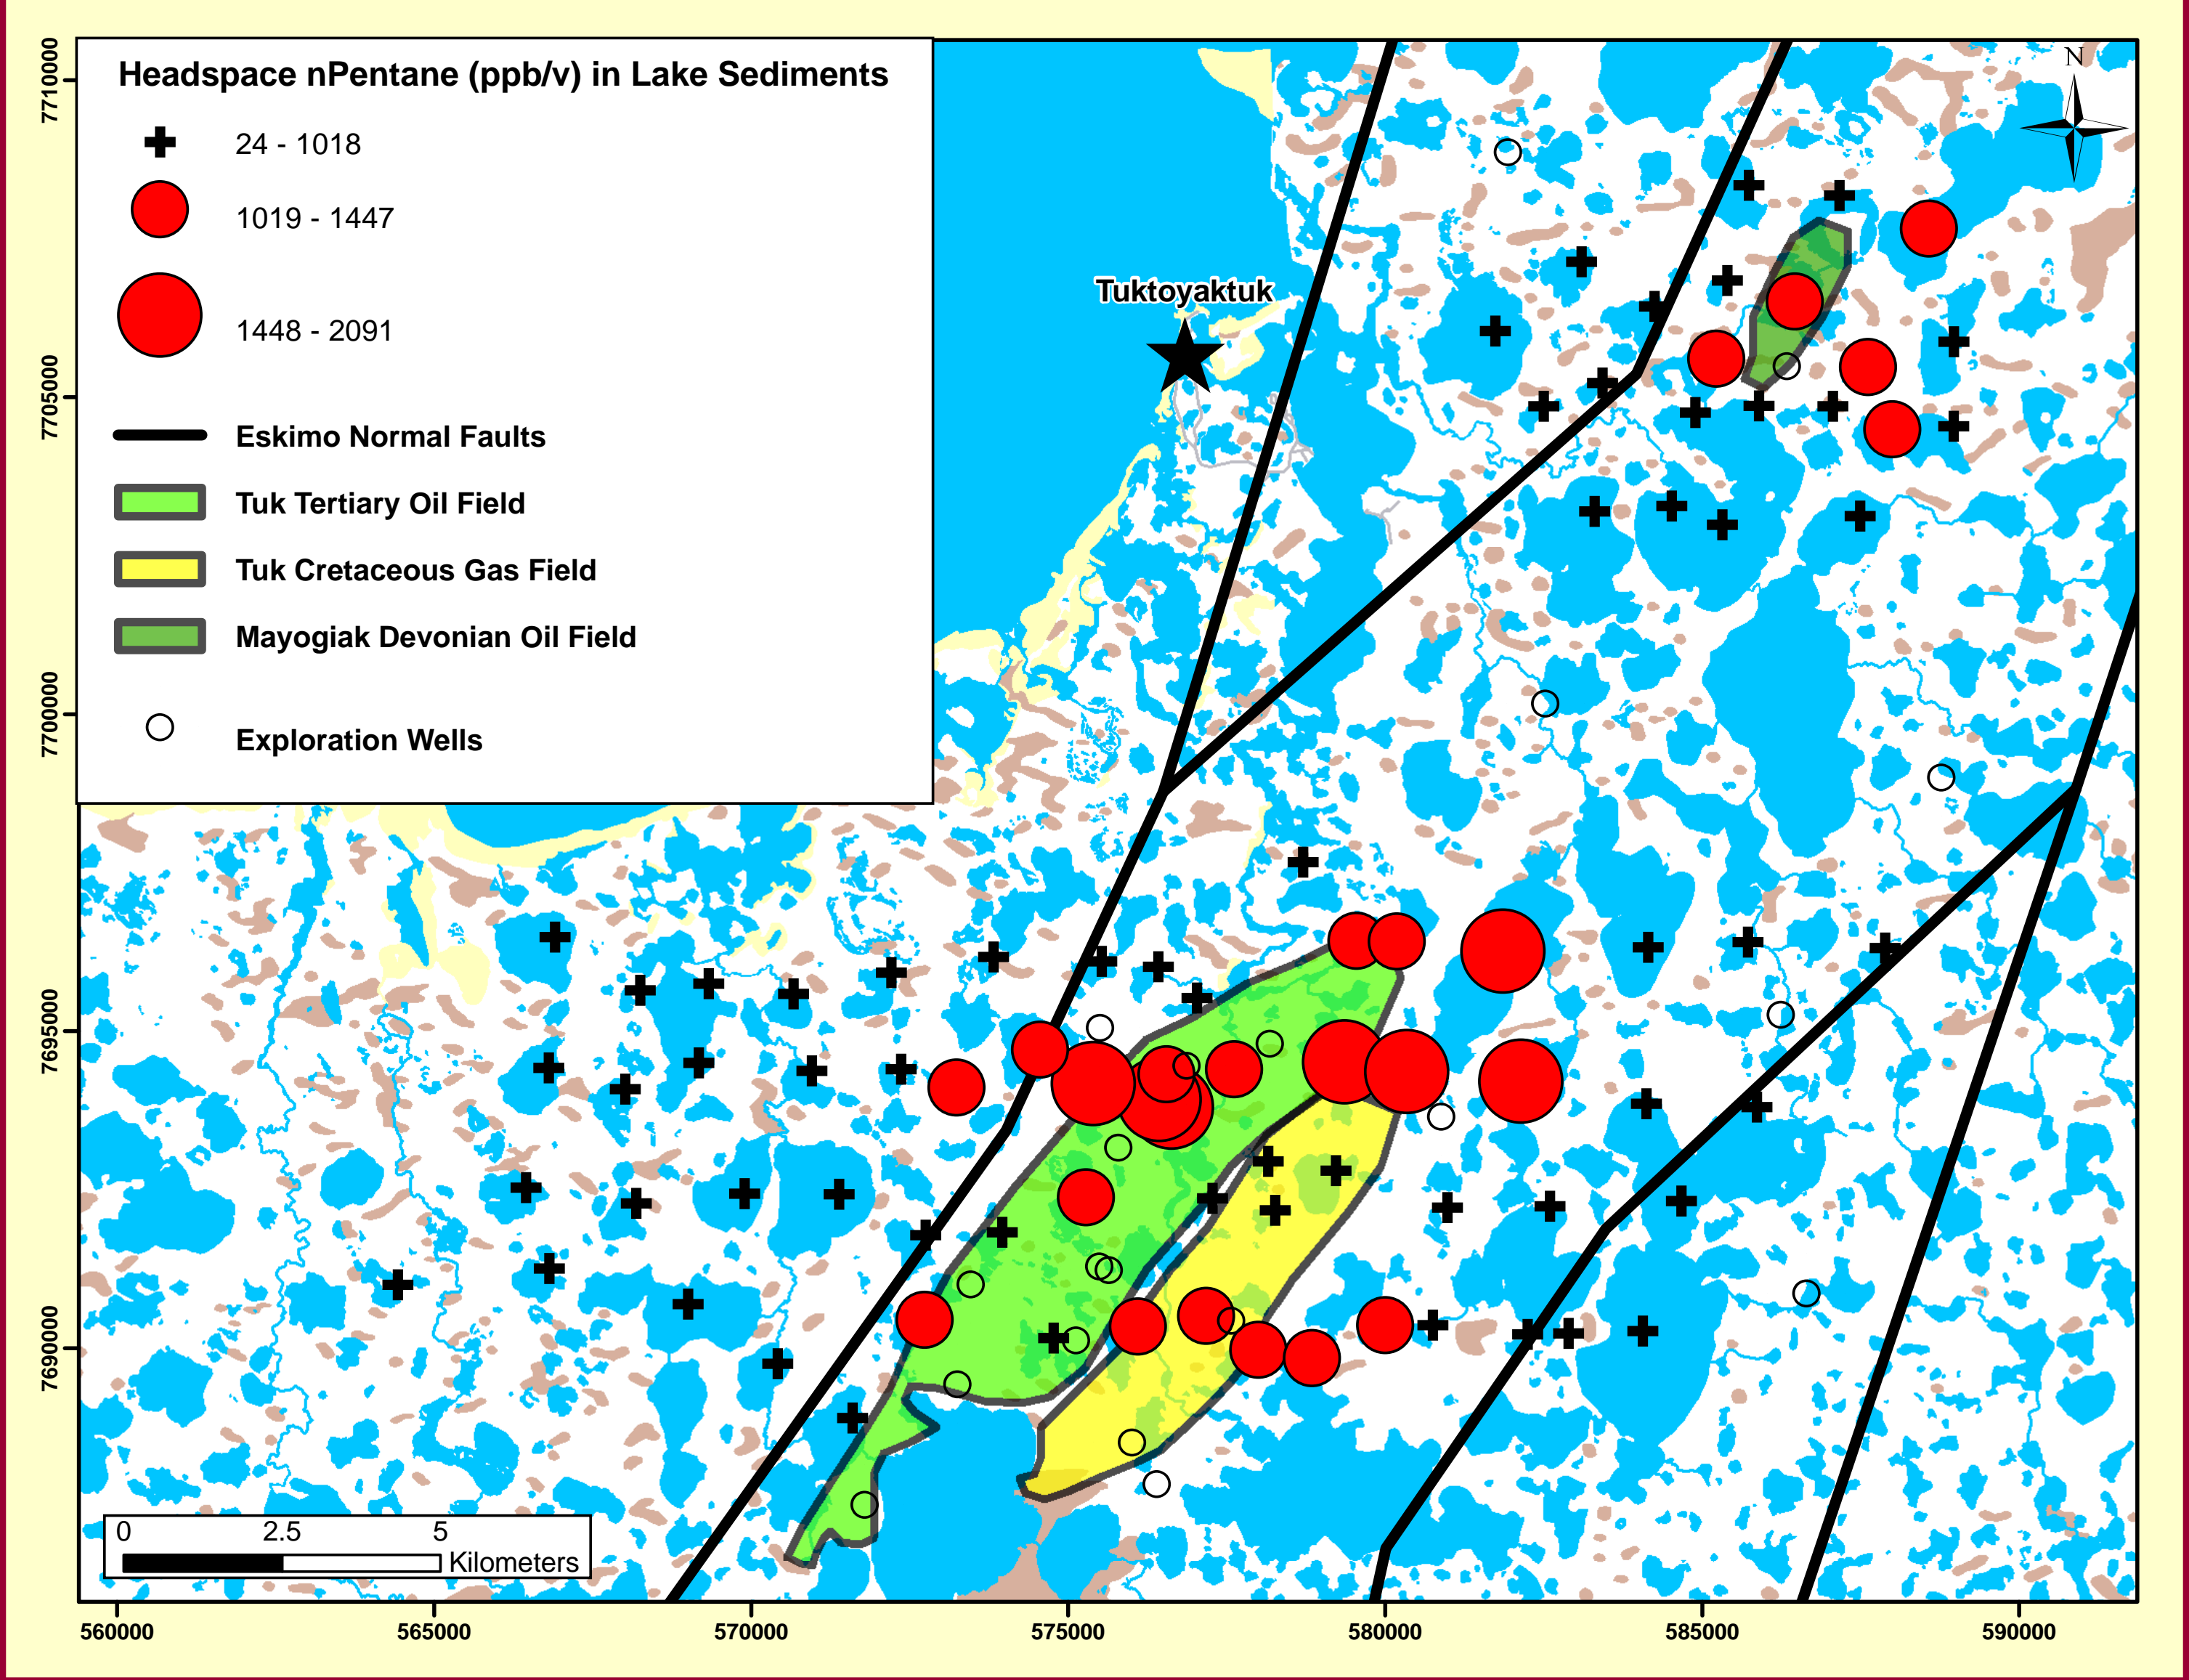 Headspace nPentane (ppb/v) in Lake Sediments
24 - 1018
1019 - 1447
1448 - 2091
Eskimo Normal Faults
Tuk Tertiary Oil Field
Tuk Cretaceous Gas Field
Mayogiak Devonian Oil Field
Exploration Wells
N
Tuktoyaktuk
7710000
7705000
7700000
7695000
7690000
0 2.5 5
Kilometers
560000 565000 570000 575000 580000 585000 590000